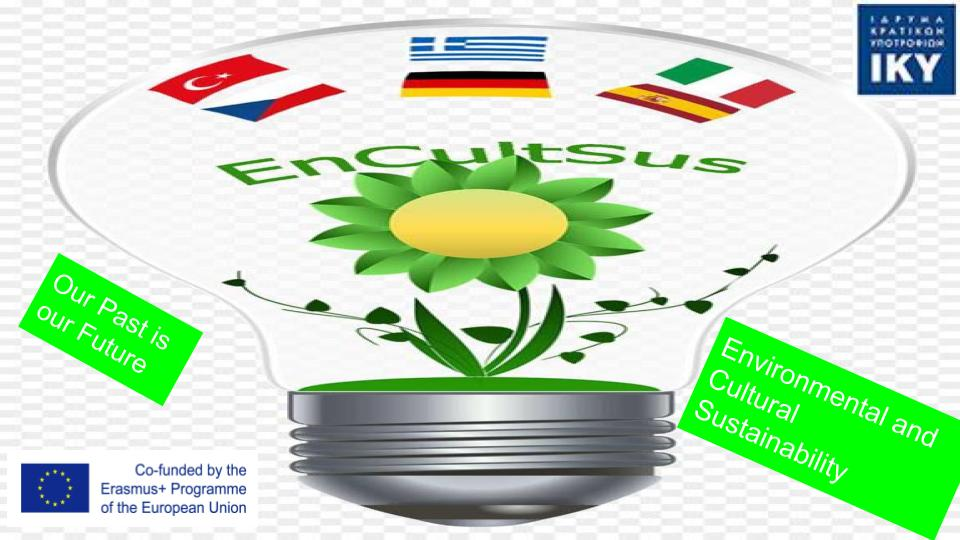 ΙΔΡΥΜΑ
ΚΡΑΤΙΚΩΝ
ΥΠΟΤΡΟΦΙΩΝ
ΙΚΥ
EnCultSus
Our Past is
our Future
Environmental and
Cultural
Sustainability
Co-funded by the
Erasmus+ Programme
of the European Union